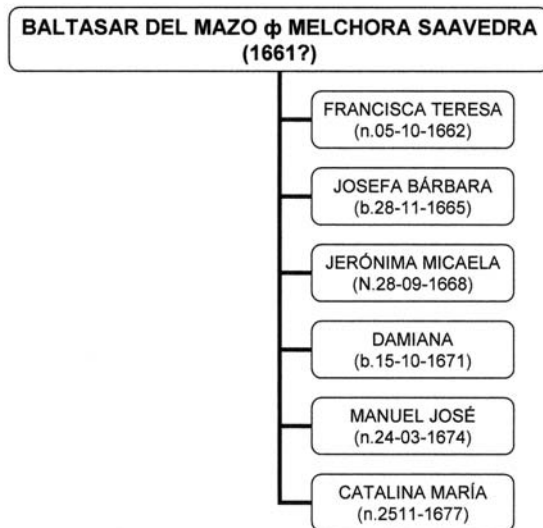 BALTASAR DEL MAZO ф MELCHORA SAAVEDRA
(1661?)
FRANCISCA TERESA
(n.05-10-1662)
JOSEFA BÁRBARA
(b.28-11-1665)
JERÓNIMA MICAELA
(N.28-09-1668)
DAMIANA
(b.15-10-1671)
MANUEL JOSÉ
(n.24-03-1674)
CATALINA MARÍA
(n.2511-1677)